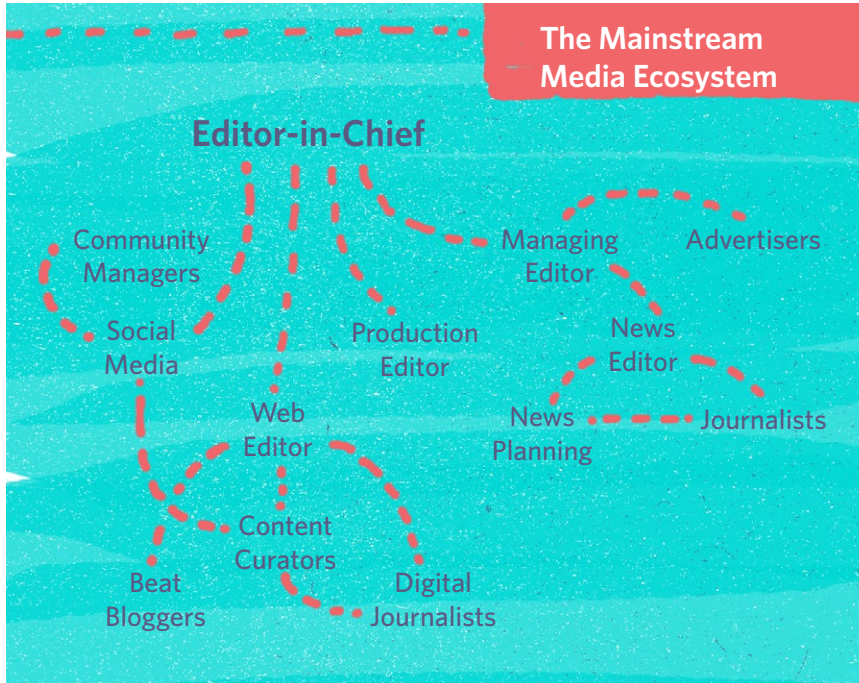 The Mainstream
Media Ecosystem
Editor-in-Chief
Community
Managers
Managing
Editor
Advertisers
Social
Media
Production
Editor
News
Editor
Web
Editor
News
Planning
Journalists
Content
Curators
Beat
Bloggers
Digital
Journalists